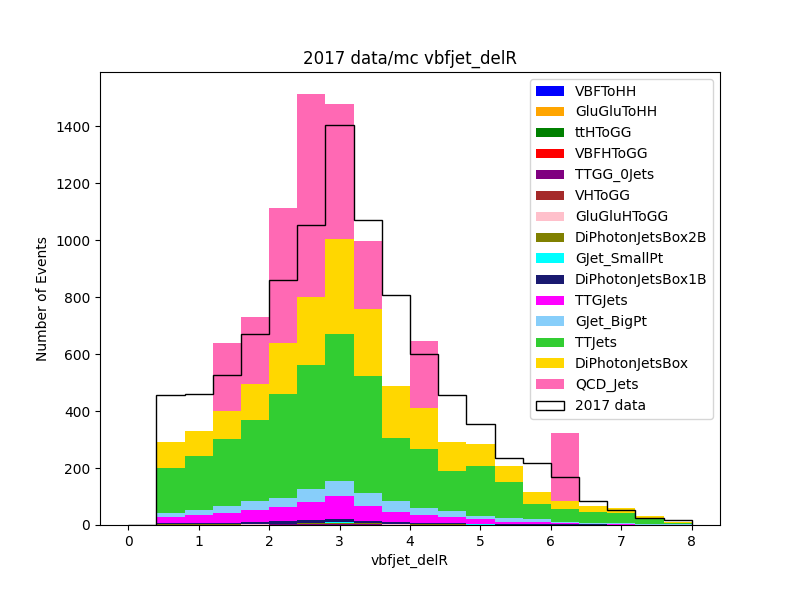 2017 data/mc vbfjet_delR
Number of Events
1400
1200
1000
800
600
400
200
0
0 1 2 3 4 5 6 7 8
vbfjet_delR
VBFToHH
GluGluToHH
ttHToGG
VBFHToGG
TTGG_0Jets
VHToGG
GluGluHToGG
DiPhotonJetsBox2B
GJet_SmallPt
DiPhotonJetsBox1B
TTGJets
GJet_BigPt
TTJets
DiPhotonJetsBox
QCD_Jets
2017 data